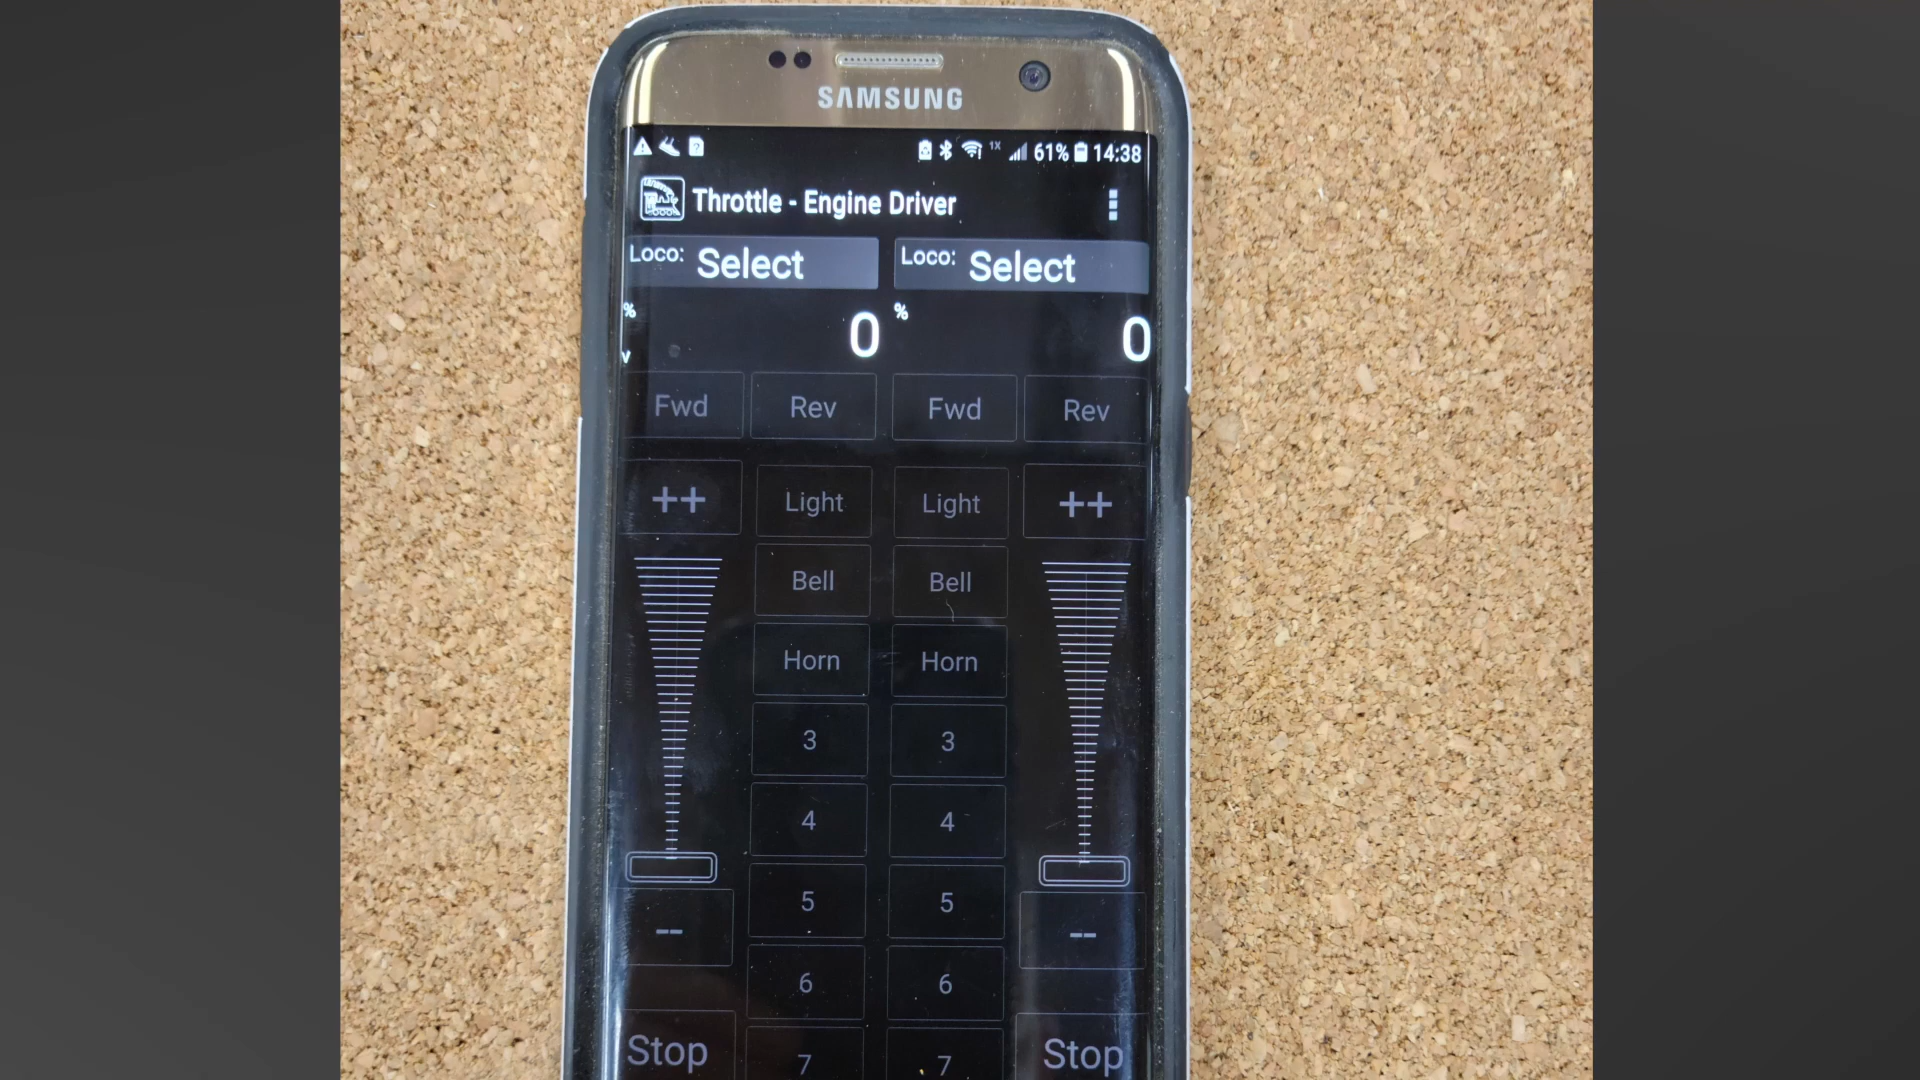 SAMSUNG
1X 61% 14:38
Throttle - Engine Driver
Loco: Select Loco: Select
% 0 % 0
v
Fwd Rev Fwd Rev
++ Light Light ++
Bell Bell
Horn Horn
3 3
4 4
5 5
-- --
6 6
Stop Stop
7 7